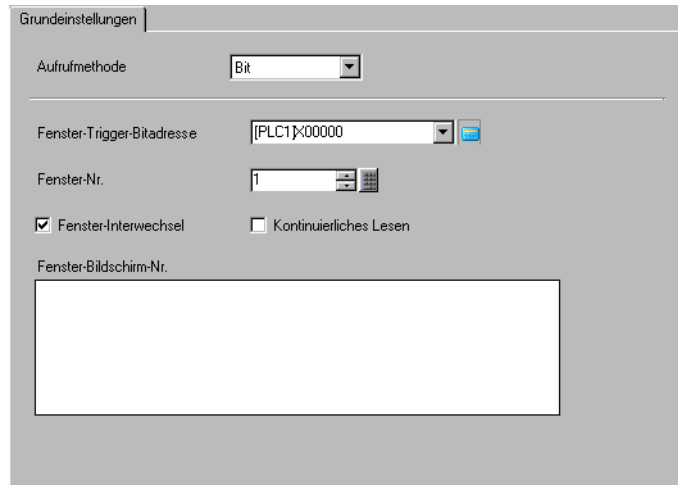 Grundeinstellungen
Aufrufmethode Bit
Fenster-Trigger-Bitadresse [PLC1]X00000
Fenster-Nr. 1
Fenster-Interwechsel Kontinuierliches Lesen
Fenster-Bildschirm-Nr.